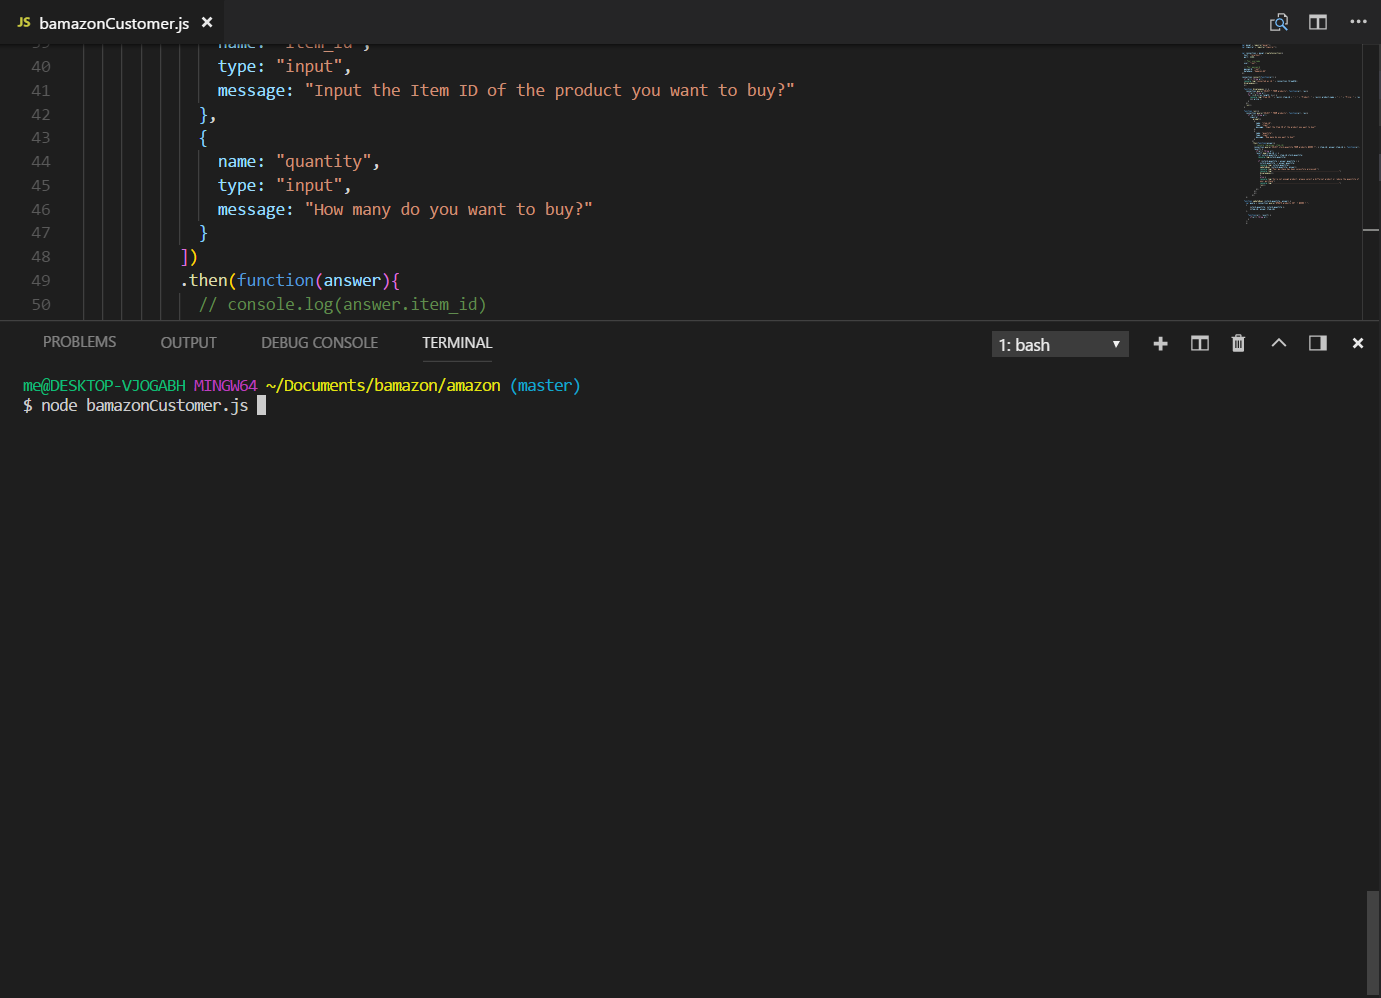 JS bamazonCustomer.js ×
39 name: "item_id",
40 type: "input",
41 message: "Input the Item ID of the product you want to buy?"
42 },
43 {
44 name: "quantity",
45 type: "input",
46 message: "How many do you want to buy?"
47 }
48 ])
49 .then(function(answer){
50 // console.log(answer.item_id)
PROBLEMS OUTPUT DEBUG CONSOLE TERMINAL 1: bash
me@DESKTOP-VJOGABH MINGW64 ~/Documents/bamazon/amazon (master)
$ node bamazonCustomer.js